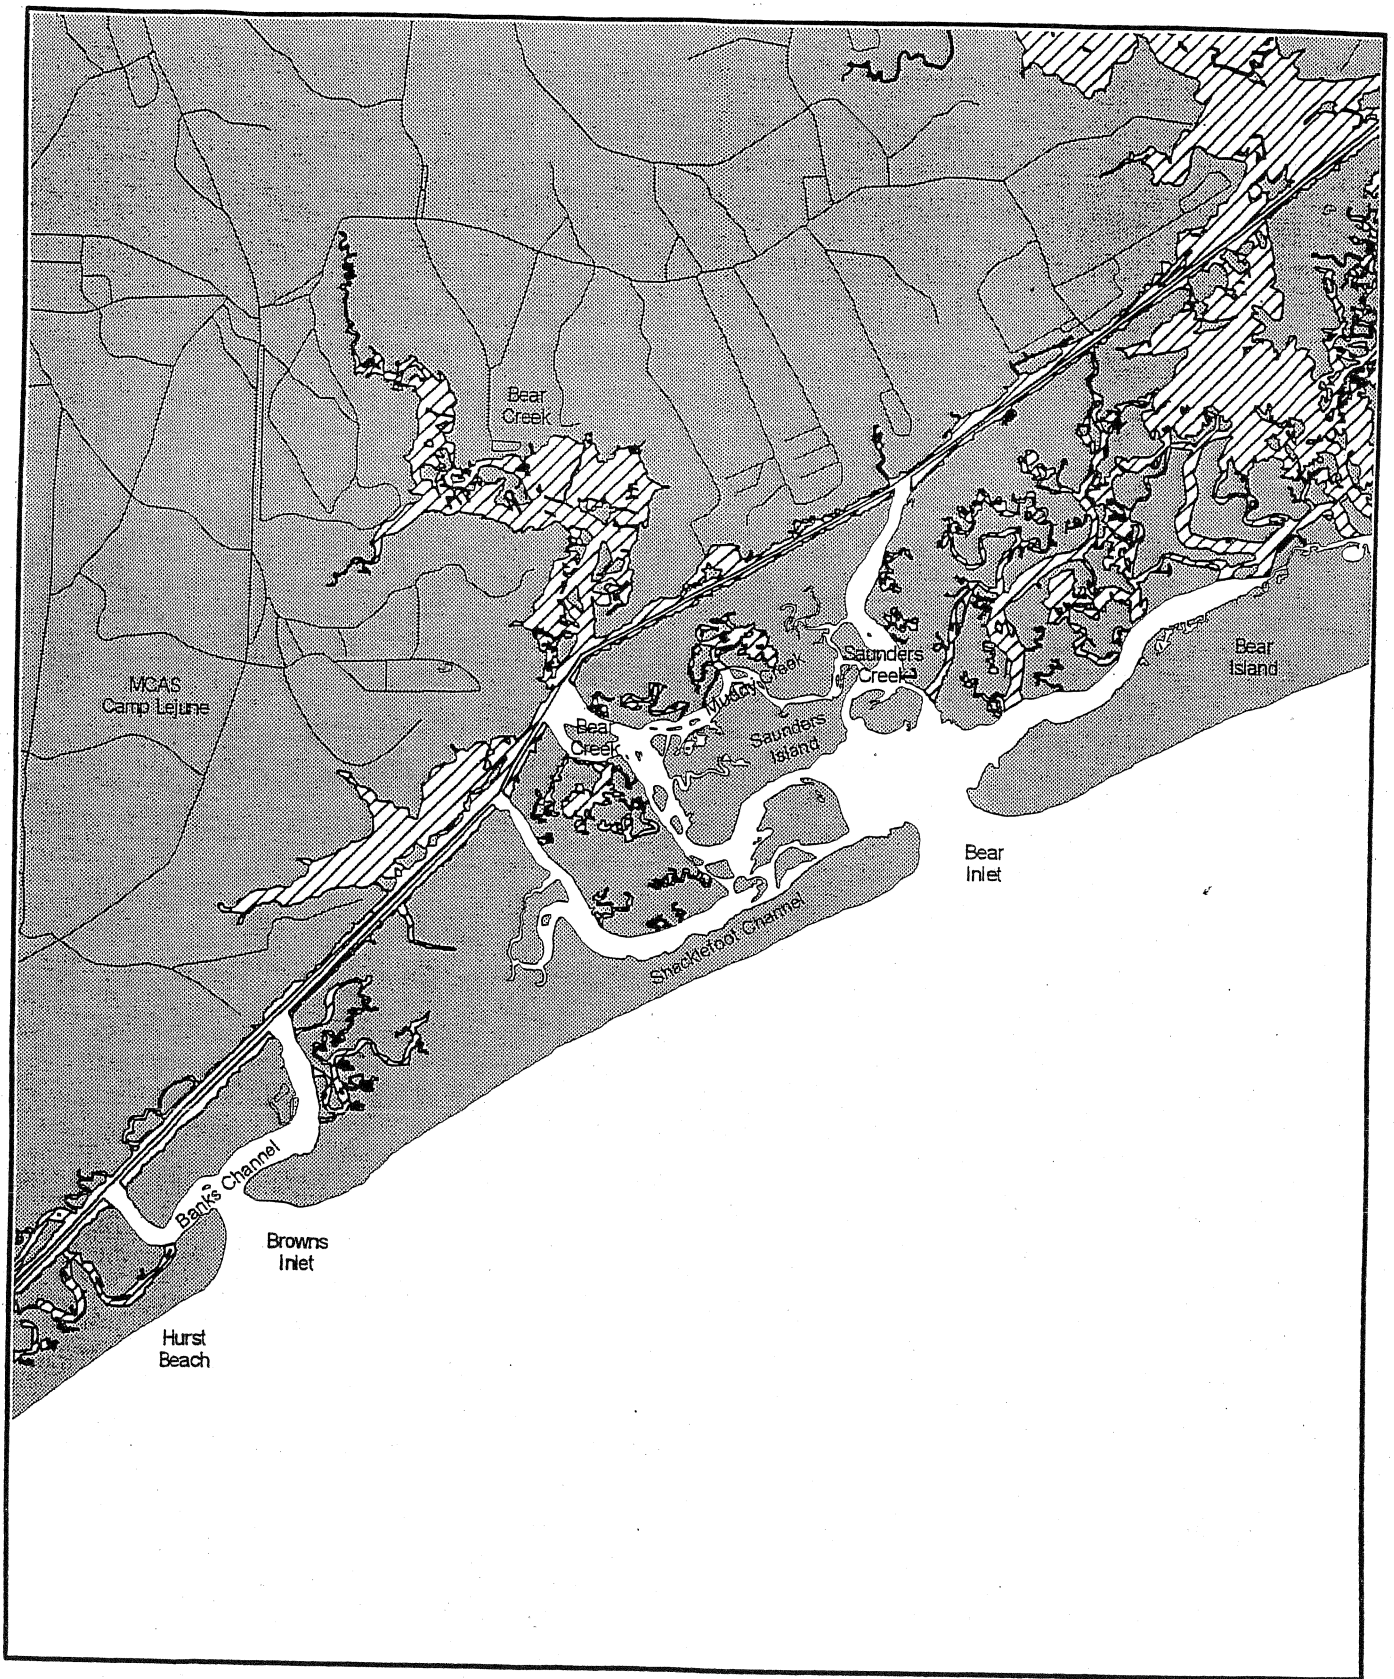 Bear
Creek
MCAS
Camp Lejune
Saunders
Creek
Muddy Creek
Bear
Island
Bear
Creek
Saunders
Island
Bear
Inlet
Shacklefoot Channel
Banks Channel
Browns
Inlet
Hurst
Beach